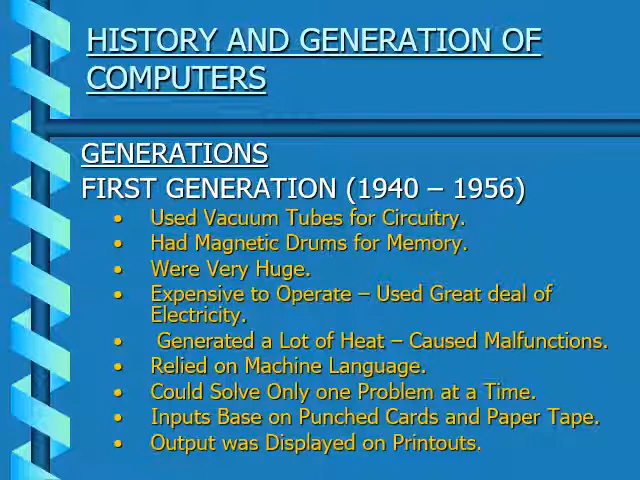 HISTORY AND GENERATION OF
COMPUTERS
GENERATIONS
FIRST GENERATION (1940 – 1956)
• Used Vacuum Tubes for Circuitry.
• Had Magnetic Drums for Memory.
• Were Very Huge.
• Expensive to Operate – Used Great deal of
Electricity.
• Generated a Lot of Heat – Caused Malfunctions.
• Relied on Machine Language.
• Could Solve Only one Problem at a Time.
• Inputs Base on Punched Cards and Paper Tape.
• Output was Displayed on Printouts.